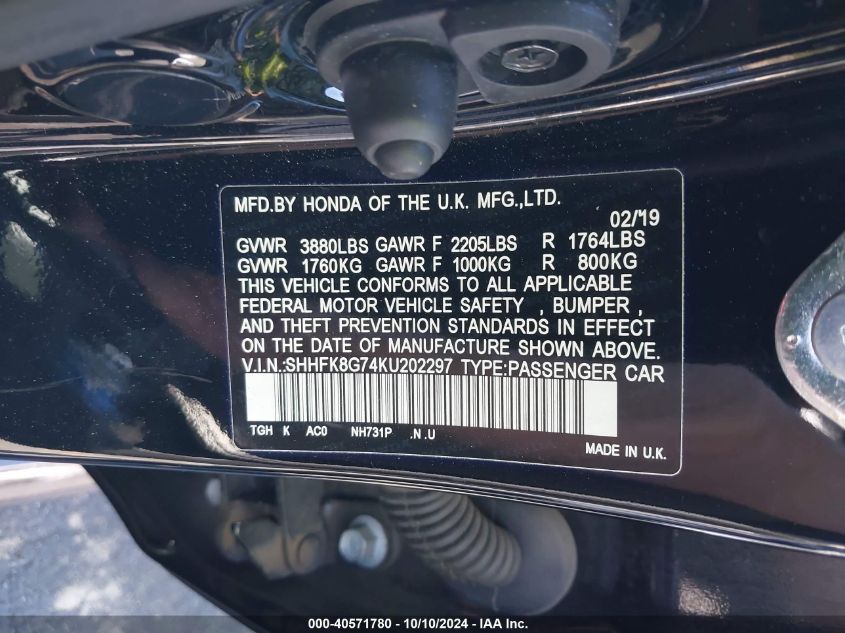 MFD.BY HONDA OF THE U.K. MFG.,LTD.
02/19
GVWR 3880LBS GAWR F 2205LBS R 1764LBS
GVWR 1760KG GAWR F 1000KG R 800KG
THIS VEHICLE CONFORMS TO ALL APPLICABLE
FEDERAL MOTOR VEHICLE SAFETY , BUMPER ,
AND THEFT PREVENTION STANDARDS IN EFFECT
ON THE DATE OF MANUFACTURE SHOWN ABOVE.
V.I.N.:SHHFK8G74KU202297 TYPE:PASSENGER CAR
TGH K AC0 NH731P .N .U
MADE IN U.K.
000-40571780 - 10/10/2024 - IAA Inc.